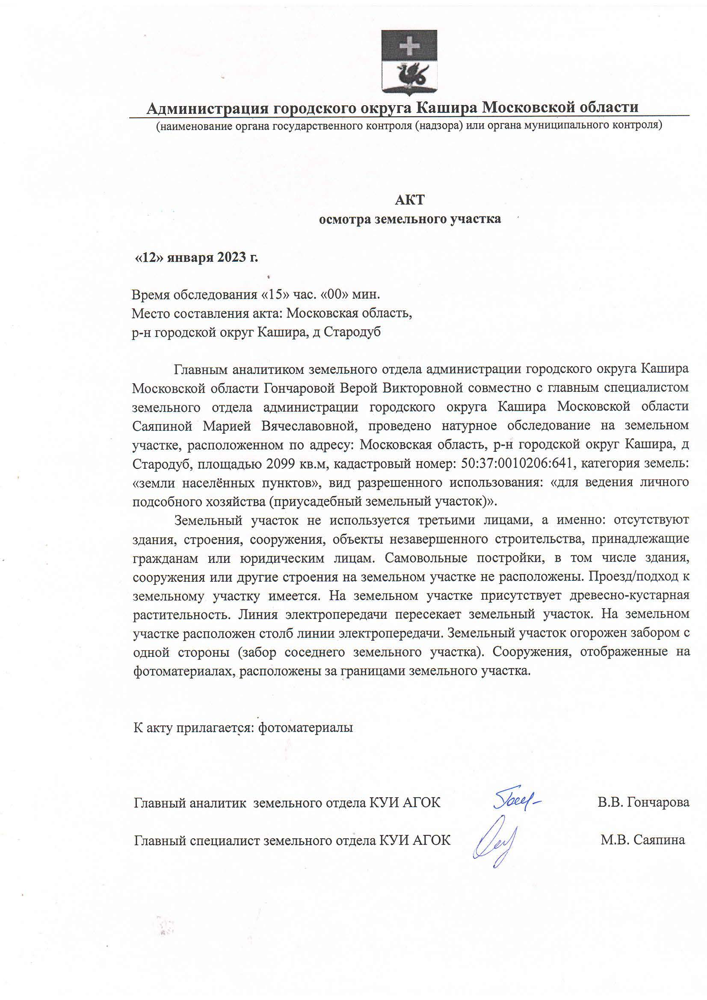 Администрация городского округа Кашира Московской области
(наименование органа государственного контроля (надзора) или органа муниципального контроля)
АКТ
осмотра земельного участка
«12» января 2023 г.
Время обследования «15» час. «00» мин.
Место составления акта: Московская область,
р-н городской округ Кашира, д Стародуб
Главным аналитиком земельного отдела администрации городского округа Кашира
Московской области Гончаровой Верой Викторовной совместно с главным специалистом
земельного отдела администрации городского округа Кашира Московской области
Саяпиной Марией Вячеславовной, проведено натурное обследование на земельном
участке, расположенном по адресу: Московская область, р-н городской округ Кашира, д
Стародуб, площадью 2099 кв.м, кадастровый номер: 50:37:0010206:641, категория земель:
«земли населённых пунктов», вид разрешенного использования: «для ведения личного
подсобного хозяйства (приусадебный земельный участок)».
Земельный участок не используется третьими лицами, а именно: отсутствуют
здания, строения, сооружения, объекты незавершенного строительства, принадлежащие
гражданам или юридическим лицам. Самовольные постройки, в том числе здания,
сооружения или другие строения на земельном участке не расположены. Проезд/подход к
земельному участку имеется. На земельном участке присутствует древесно-кустарная
растительность. Линия электропередачи пересекает земельный участок. На земельном
участке расположен столб линии электропередачи. Земельный участок огорожен забором с
одной стороны (забор соседнего земельного участка). Сооружения, отображенные на
фотоматериалах, расположены за границами земельного участка.
К акту прилагается: фотоматериалы
Главный аналитик земельного отдела КУИ АГОК В.В. Гончарова
Главный специалист земельного отдела КУИ АГОК М.В. Саяпина